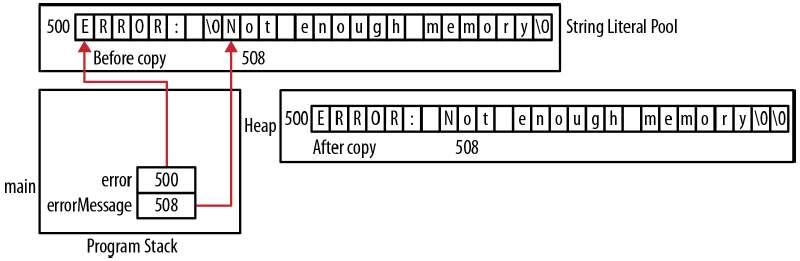 500 E R R O R : \0 N o t e n o u g h m e m o r y \0 String Literal Pool
Before copy 508
Heap 500 E R R O R : N o t e n o u g h m e m o r y \0 \0
After copy 508
main
error 500
errorMessage 508
Program Stack